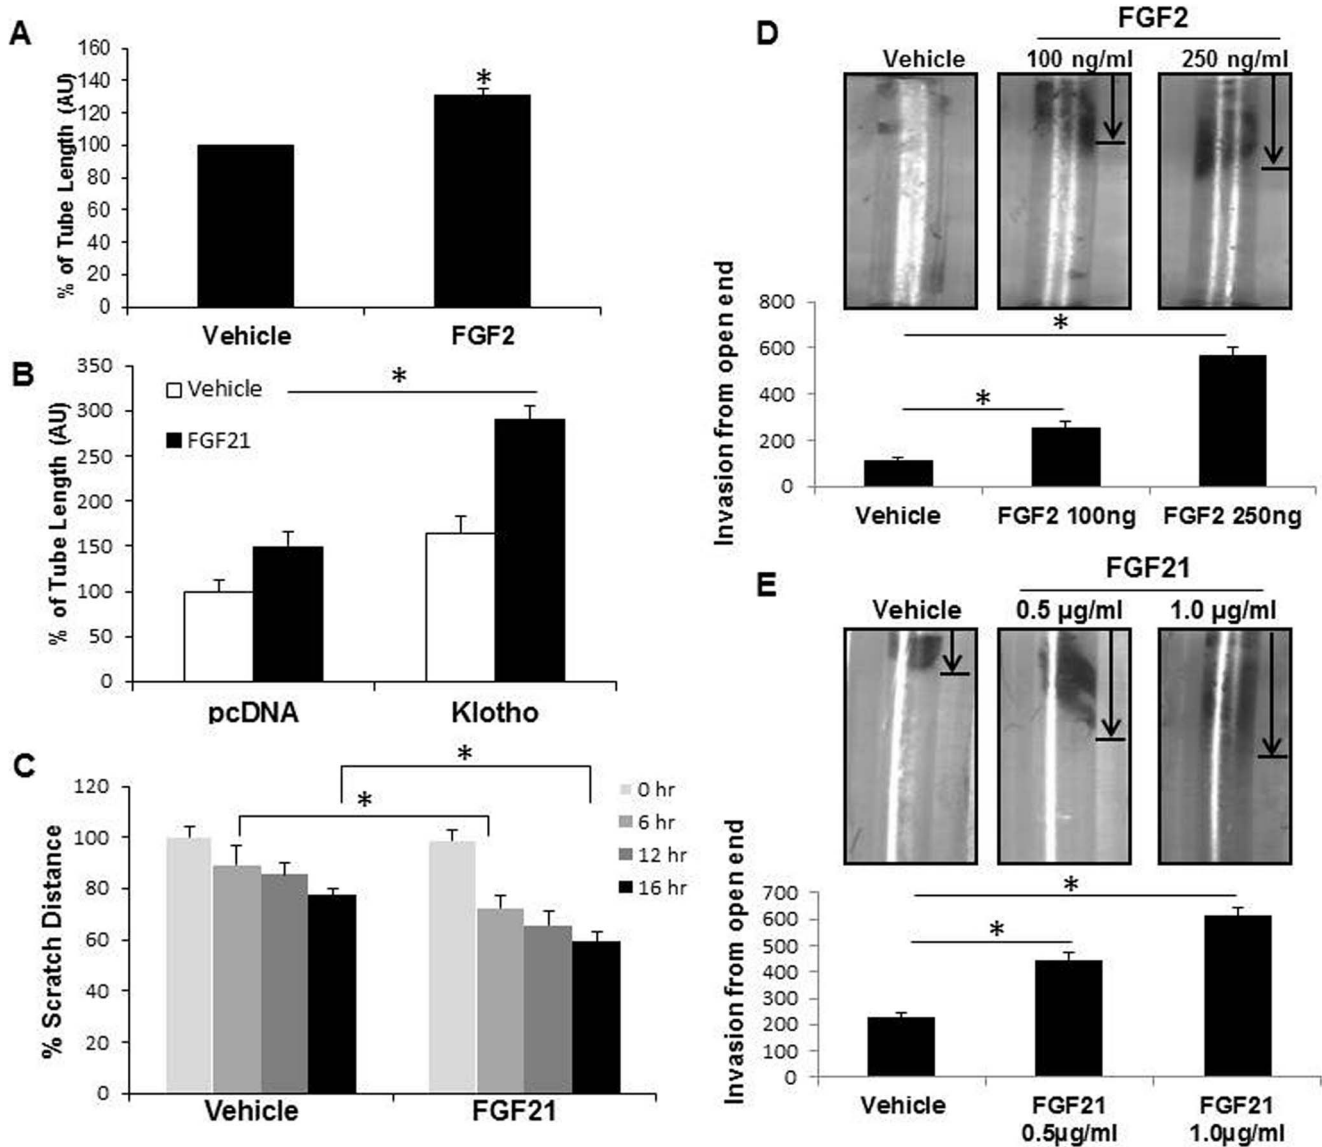 A
% of Tube Length (AU)
160
140
120
100
80
60
40
20
0
*
Vehicle FGF2
B
% of Tube Length (AU)
350
300
250
200
150
100
50
0
Vehicle
FGF21
*
pcDNA Klotho
C
% Scratch Distance
120
100
80
60
40
20
0
*
*
0 hr
6 hr
12 hr
16 hr
Vehicle FGF21
D
FGF2
Vehicle 100 ng/ml 250 ng/ml
Invasion from open end
800
600
400
200
0
*
*
Vehicle FGF2 100ng FGF2 250ng
E
FGF21
Vehicle 0.5 µg/ml 1.0 µg/ml
Invasion from open end
700
600
500
400
300
200
100
0
*
*
Vehicle FGF21 FGF21
0.5µg/ml 1.0µg/ml